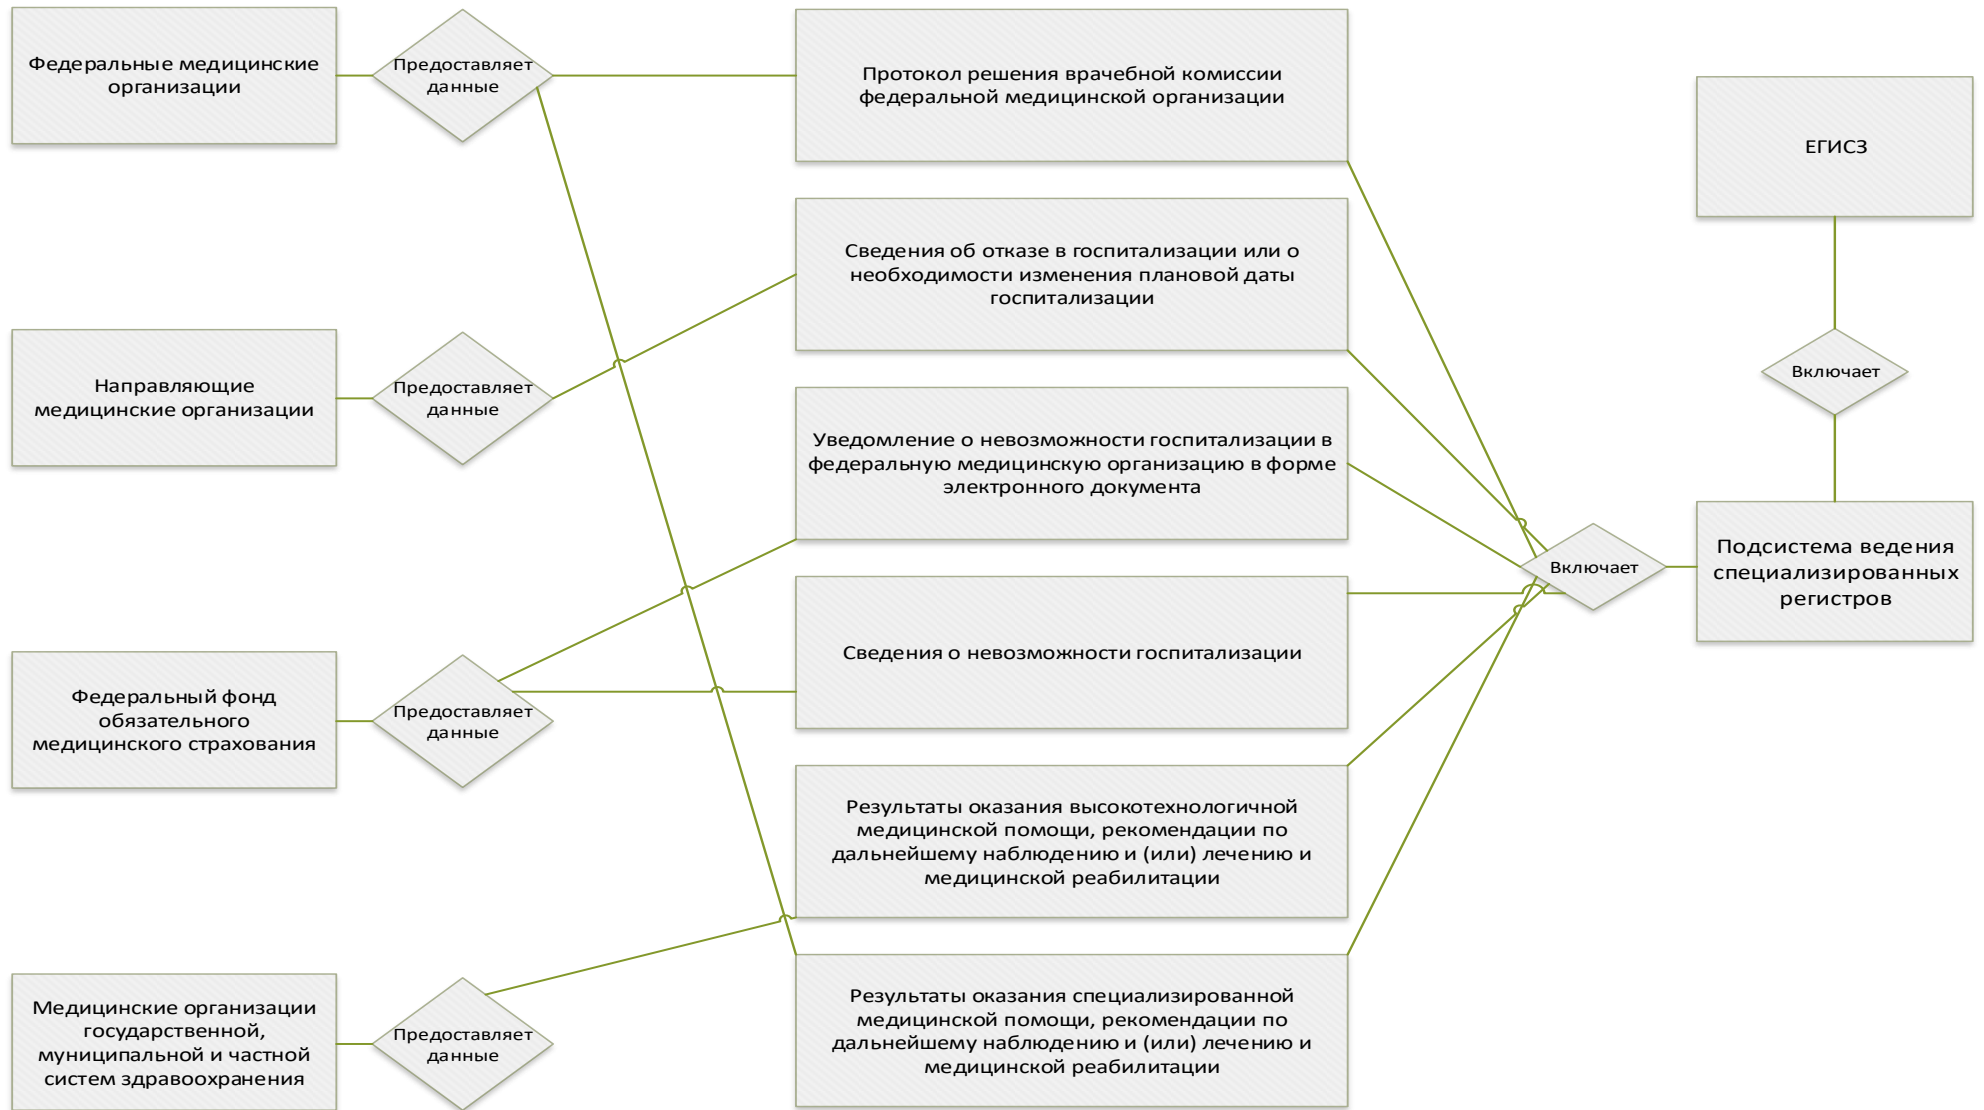 Федеральные медицинские
организации
Предоставляет
данные
Протокол решения врачебной комиссии
федеральной медицинской организации
ЕГИСЗ
Сведения об отказе в госпитализации или о
необходимости изменения плановой даты
госпитализации
Направляющие
медицинские организации
Предоставляет
данные
Включает
Уведомление о невозможности госпитализации в
федеральную медицинскую организацию в форме
электронного документа
Включает
Подсистема ведения
специализированных
регистров
Сведения о невозможности госпитализации
Федеральный фонд
обязательного
медицинского страхования
Предоставляет
данные
Результаты оказания высокотехнологичной
медицинской помощи, рекомендации по
дальнейшему наблюдению и (или) лечению и
медицинской реабилитации
Медицинские организации
государственной,
муниципальной и частной
систем здравоохранения
Предоставляет
данные
Результаты оказания специализированной
медицинской помощи, рекомендации по
дальнейшему наблюдению и (или) лечению и
медицинской реабилитации